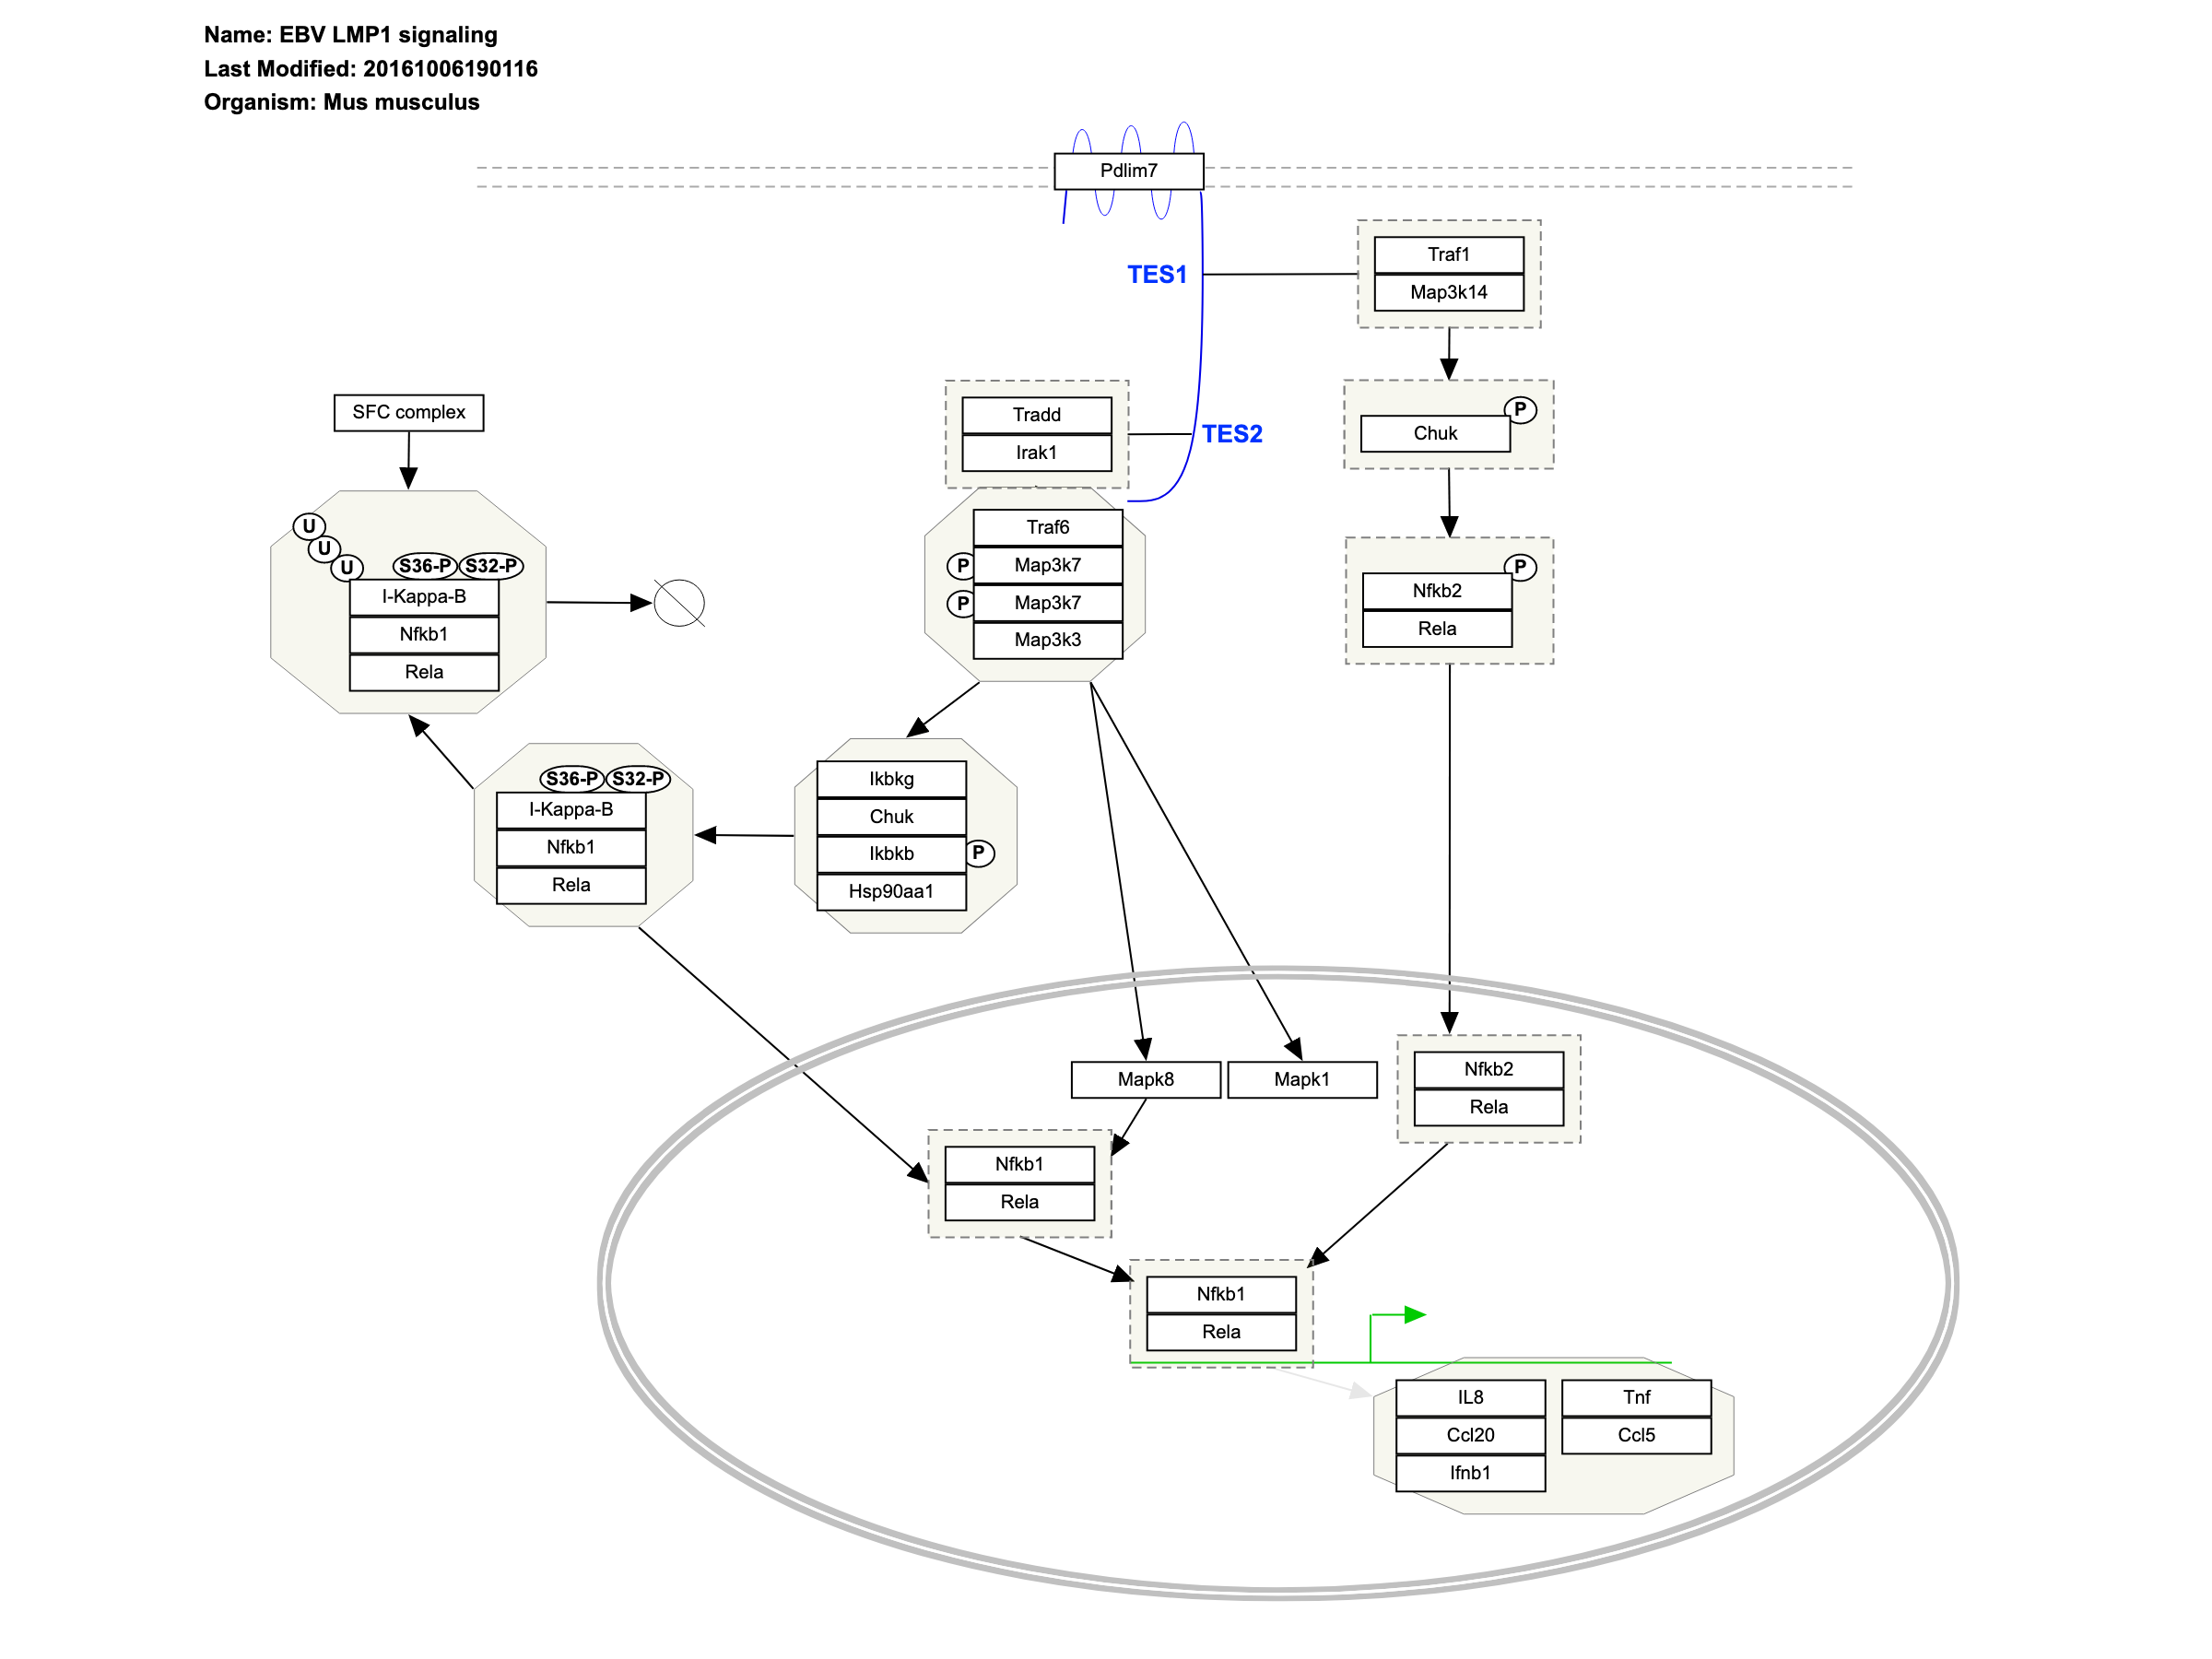 Name: EBV LMP1 signaling
Last Modified: 20161006190116
Organism: Mus musculus
Pdlim7
TES1
Traf1
Map3k14
SFC complex
Tradd
Irak1
TES2
P
Chuk
U
U
U
S36-P
S32-P
I-Kappa-B
Nfkb1
Rela
Traf6
P
Map3k7
P
Map3k7
Map3k3
P
Nfkb2
Rela
S36-P
S32-P
I-Kappa-B
Nfkb1
Rela
Ikbkg
Chuk
Ikbkb
P
Hsp90aa1
Mapk8
Mapk1
Nfkb2
Rela
Nfkb1
Rela
Nfkb1
Rela
IL8
Tnf
Ccl20
Ccl5
Ifnb1